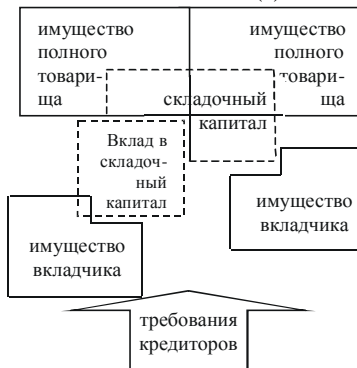 имущество
полного
товари-
ща
имущество
полного
товари-
ща
складочный
капитал
Вклад в
складоч-
ный
капитал
имущество
вкладчика
имущество
вкладчика
требования
кредиторов